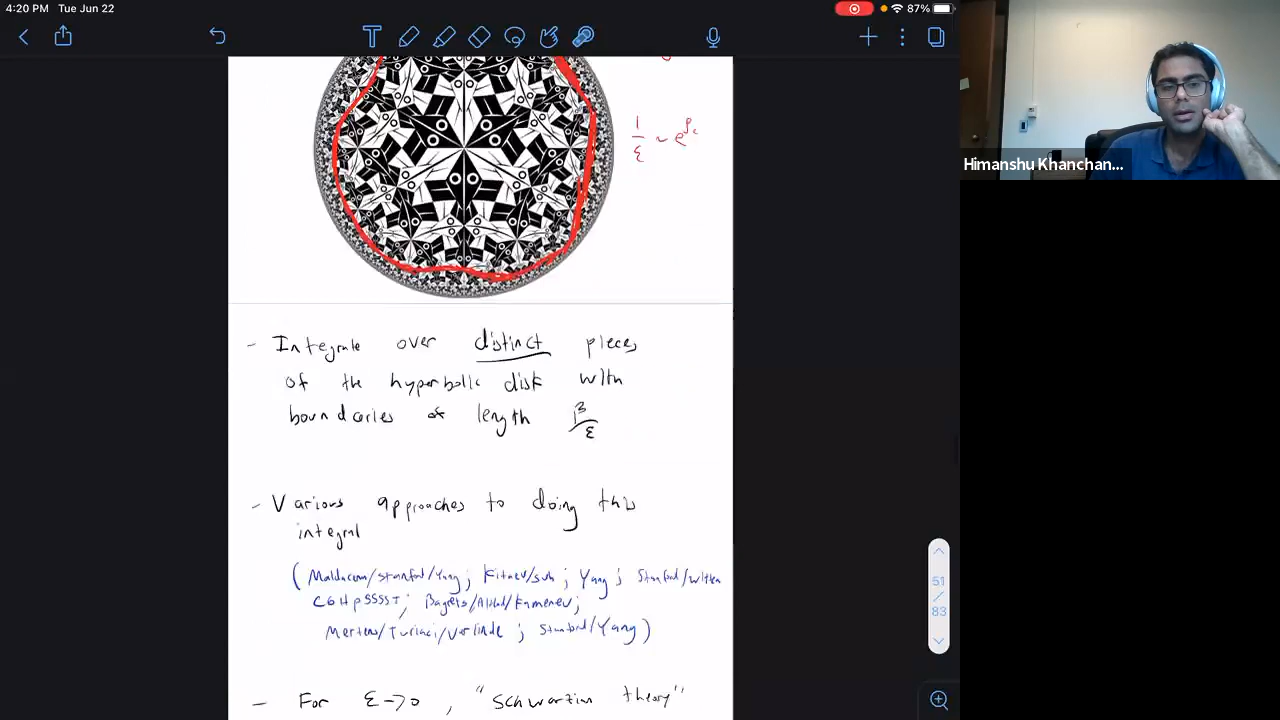 4:20 PM Tue Jun 22
87%
1/ε ~ e^ρc
Himanshu Khanchan...
- Integrate over distinct pieces
of the hyperbolic disk with
boundaries of length β/ε
- Various approaches to doing this
integral
(Maldacena/Stanford/Yang; Kitaev/Suh; Yang; Stanford/Witten
CGHPSSSST; Bagrets/Altland/Kamenev;
Mertens/Turiaci/Verlinde; Stanford/Yang)
51
/
83
- For ε→0, "Schwartzian theory"